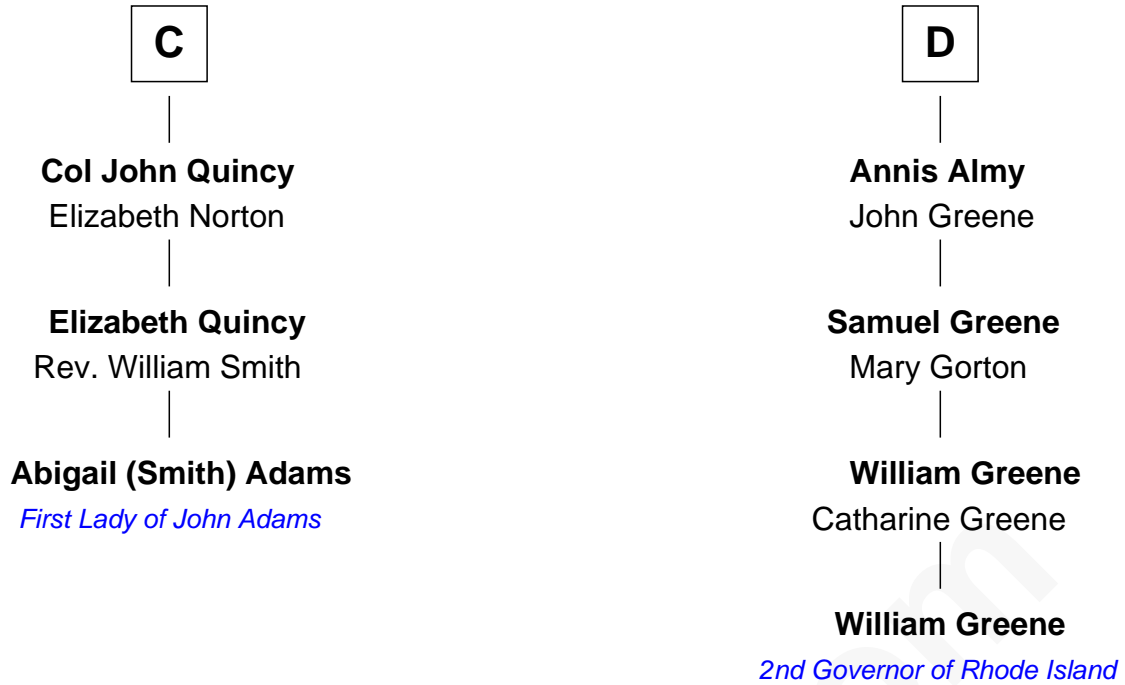 C
Col John Quincy
Elizabeth Norton
Elizabeth Quincy
Rev. William Smith
Abigail (Smith) Adams
First Lady of John Adams
D
Annis Almy
John Greene
Samuel Greene
Mary Gorton
William Greene
Catharine Greene
William Greene
2nd Governor of Rhode Island